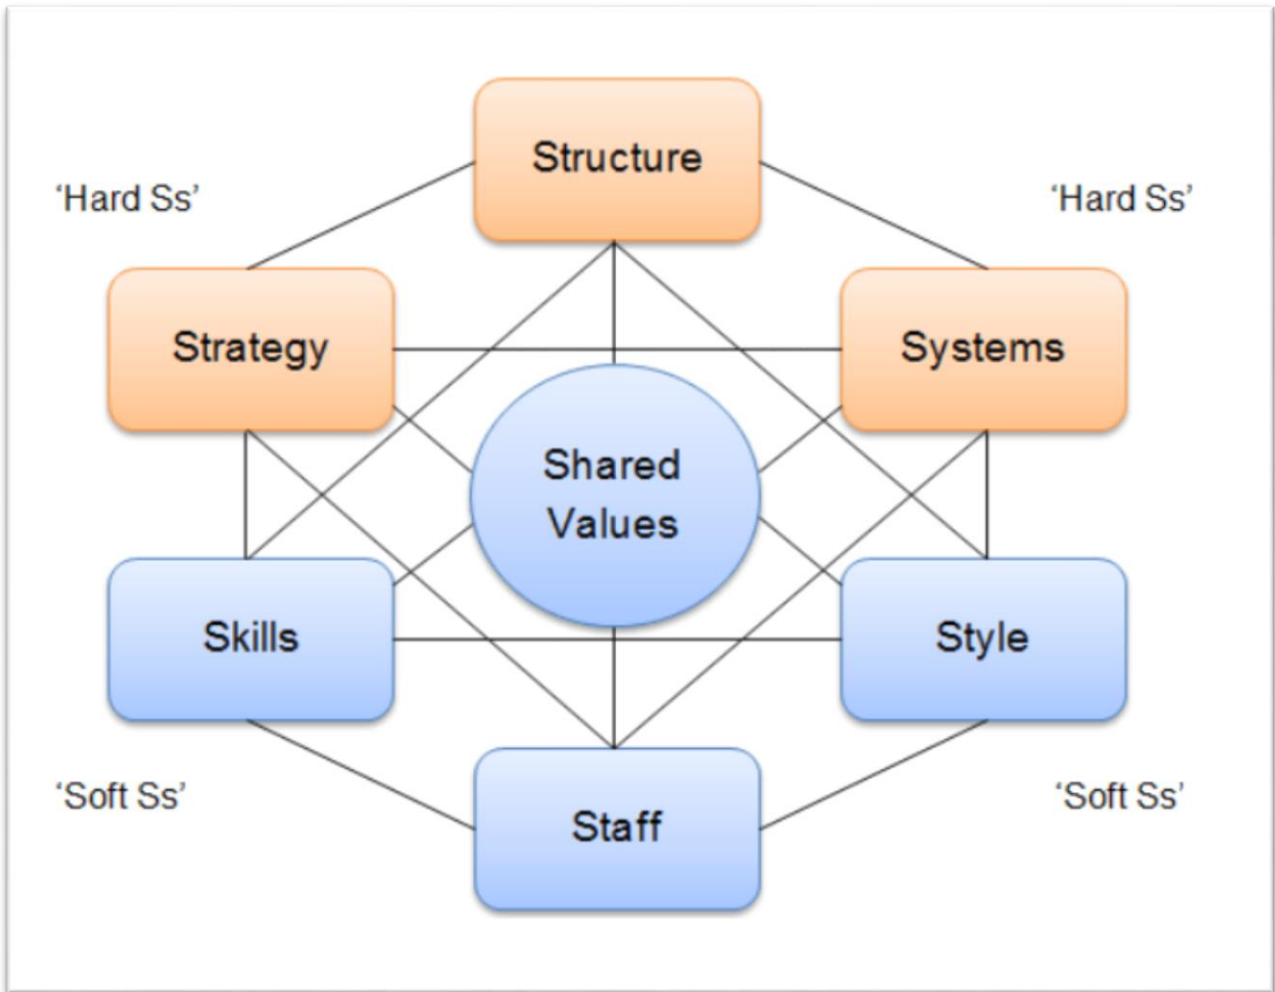 Structure
‘Hard Ss’
‘Hard Ss’
Strategy
Systems
Shared
Values
Skills
Style
‘Soft Ss’
‘Soft Ss’
Staff